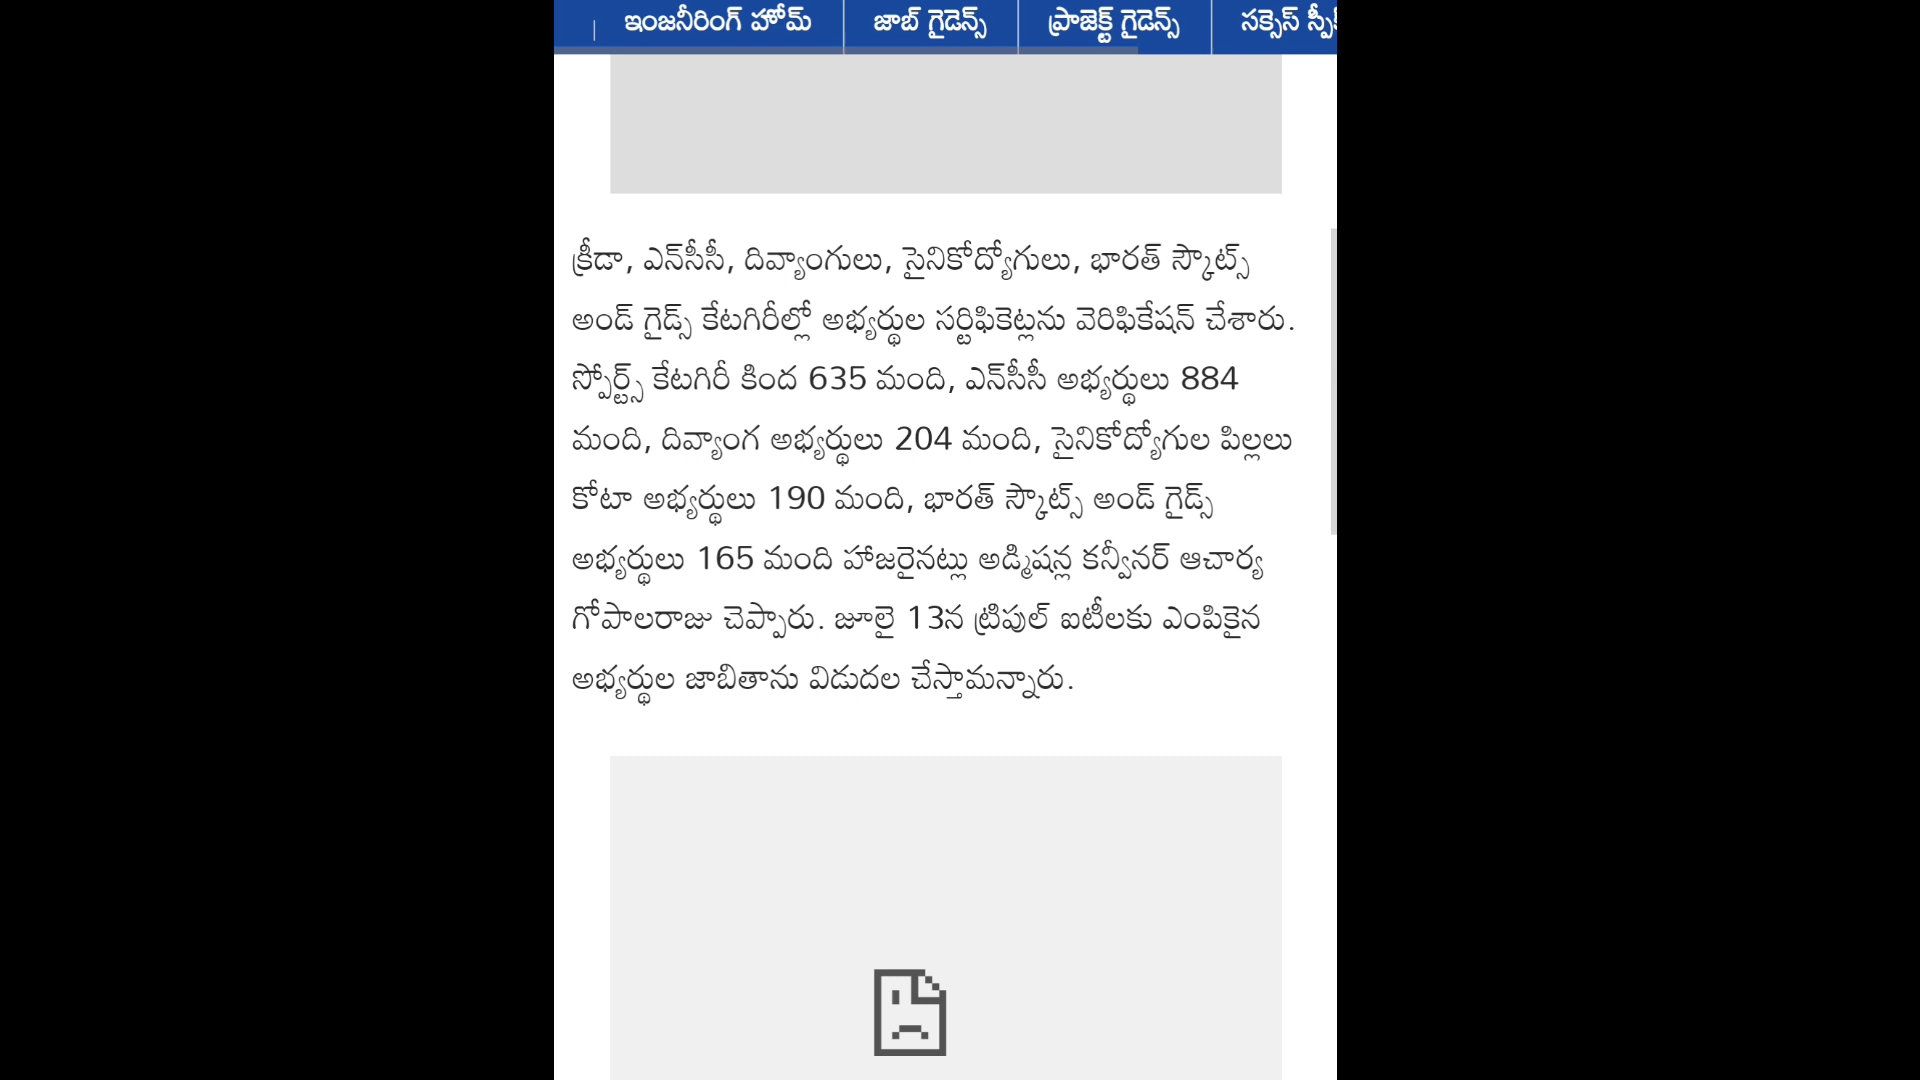 ఇంజనీరింగ్ హోమ్ జాబ్ గైడెన్స్ ప్రాజెక్ట్ గైడెన్స్ సక్సెస్
క్రీడా, ఎన్‌సీసీ, దివ్యాంగులు, సైనికోద్యోగులు, భారత్ స్కౌట్స్
అండ్ గైడ్స్ కేటగిరీల్లో అభ్యర్థుల సర్టిఫికెట్లను వెరిఫికేషన్ చేశారు.
స్పోర్ట్స్ కేటగిరీ కింద 635 మంది, ఎన్‌సీసీ అభ్యర్థులు 884
మంది, దివ్యాంగ అభ్యర్థులు 204 మంది, సైనికోద్యోగుల పిల్లలు
కోటా అభ్యర్థులు 190 మంది, భారత్ స్కౌట్స్ అండ్ గైడ్స్
అభ్యర్థులు 165 మంది హాజరైనట్లు అడ్మిషన్ల కన్వీనర్ ఆచార్య
గోపాలరాజు చెప్పారు. జూలై 13న ట్రిపుల్ ఐటీలకు ఎంపికైన
అభ్యర్థుల జాబితాను విడుదల చేస్తామన్నారు.